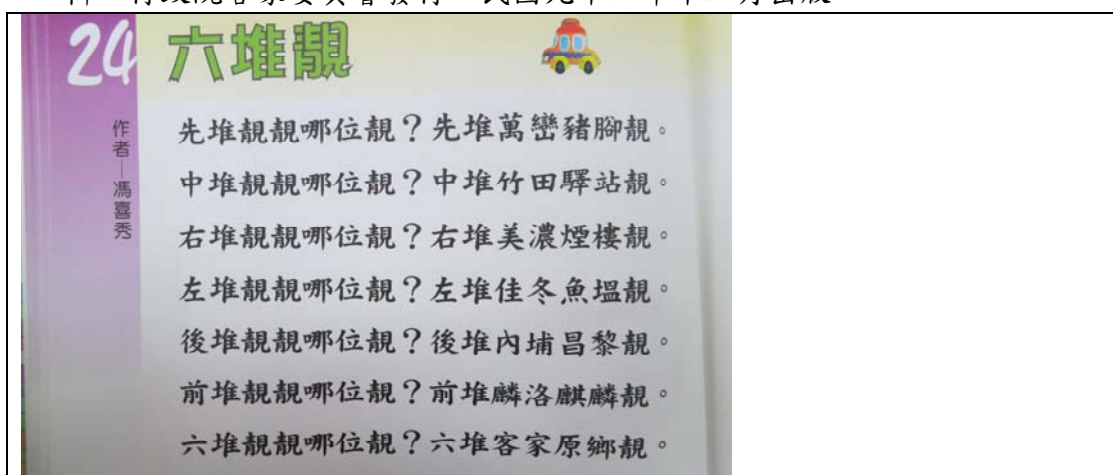 24 六堆靚
作者—馮喜秀
先堆靚靚哪位靚？先堆萬巒豬腳靚。
中堆靚靚哪位靚？中堆竹田驛站靚。
右堆靚靚哪位靚？右堆美濃煙樓靚。
左堆靚靚哪位靚？左堆佳冬魚塭靚。
後堆靚靚哪位靚？後堆內埔昌黎靚。
前堆靚靚哪位靚？前堆麟洛麒麟靚。
六堆靚靚哪位靚？六堆客家原鄉靚。